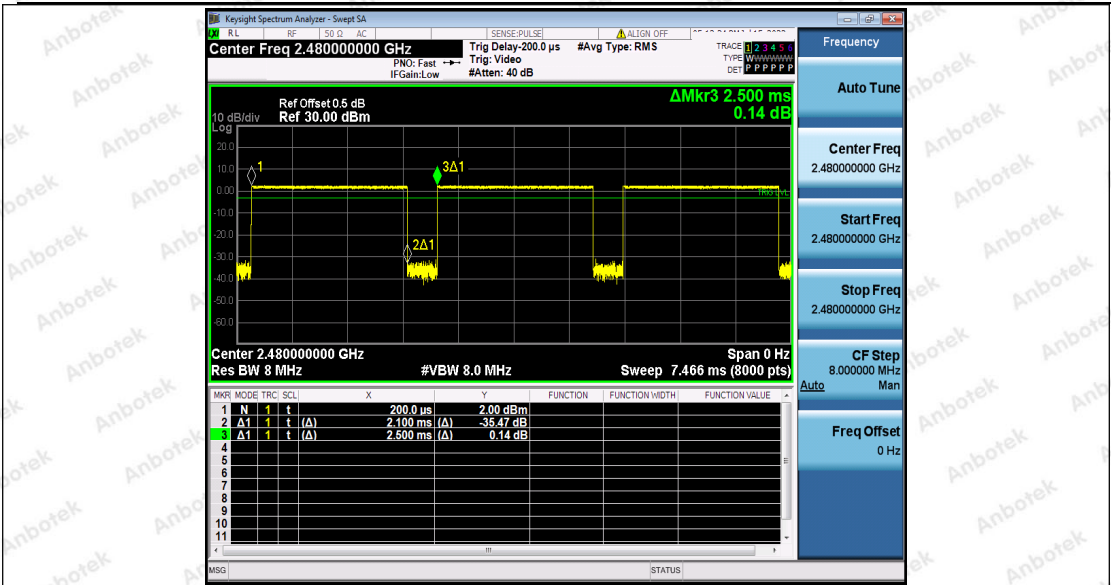 Keysight Spectrum Analyzer - Swept SA
RL RF 50 Ω AC SENSE:PULSE ALIGN OFF
Center Freq 2.480000000 GHz
PNO: Fast
IFGain:Low
Trig Delay-200.0 µs
Trig: Video
#Atten: 40 dB
#Avg Type: RMS
TRACE 1 2 3 4 5 6
TYPE W
DET P P P P P P
Frequency
Auto Tune
Center Freq
2.480000000 GHz
Start Freq
2.480000000 GHz
Stop Freq
2.480000000 GHz
CF Step
8.000000 MHz
Auto Man
Freq Offset
0 Hz
ΔMkr3 2.500 ms
0.14 dB
Ref Offset 0.5 dB
10 dB/div Ref 30.00 dBm
Log
20.0
10.0
0.00
-10.0
-20.0
-30.0
-40.0
-50.0
-60.0
1
3Δ1
2Δ1
TRIG LVL
Center 2.480000000 GHz Span 0 Hz
Res BW 8 MHz #VBW 8.0 MHz Sweep 7.466 ms (8000 pts)
MKR MODE TRC SCL X Y FUNCTION FUNCTION WIDTH FUNCTION VALUE
1 N 1 t 200.0 µs 2.00 dBm
2 Δ1 1 t (Δ) 2.100 ms (Δ) -35.47 dB
3 Δ1 1 t (Δ) 2.500 ms (Δ) 0.14 dB
4
5
6
7
8
9
10
11
MSG STATUS
Anbotek